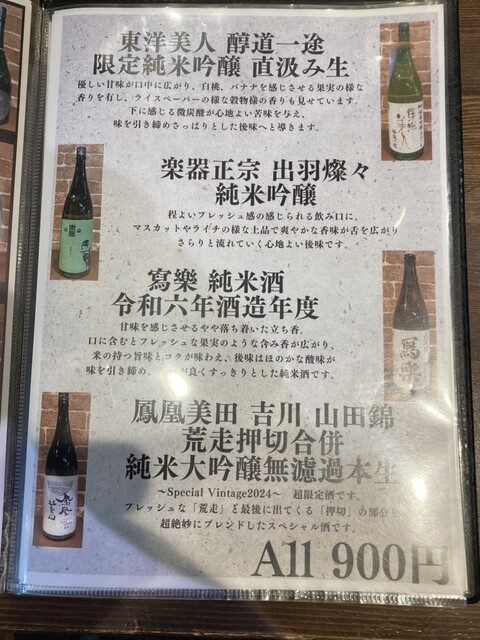 東洋美人 醇道一途
限定純米吟醸 直汲み生
優しい甘味が口中に広がり、白桃、バナナを感じさせる果実の様な
香りを有し、ライスペーパーの様な穀物様の香りも見せています。
下に感じる微炭酸が心地よい苦味を与え、
味を引き締めさっぱりとした後味へと導きます。
楽器正宗 出羽燦々
純米吟醸
程よいフレッシュ感の感じられる飲み口に、
マスカットやライチの様な上品で爽やかな香味が舌を広がり
さらりと流れていく心地よい後味です。
寫樂 純米酒
令和六年酒造年度
甘味を感じさせるやや落ち着いた立ち香。
口に含むとフレッシュな果実のような含み香が広がり、
米の持つ旨味とコクが味わえ、後味はほのかな酸味が
味を引き締め、が良くすっきりとした純米酒です。
寫樂
鳳凰美田 吉川 山田錦
荒走押切合併
純米大吟醸無濾過本生
～Special Vintage2024～ 超限定酒です。
フレッシュな「荒走」と最後に出てくる「押切」の部分
超絶妙にブレンドしたスペシャル酒です。
A11 900円